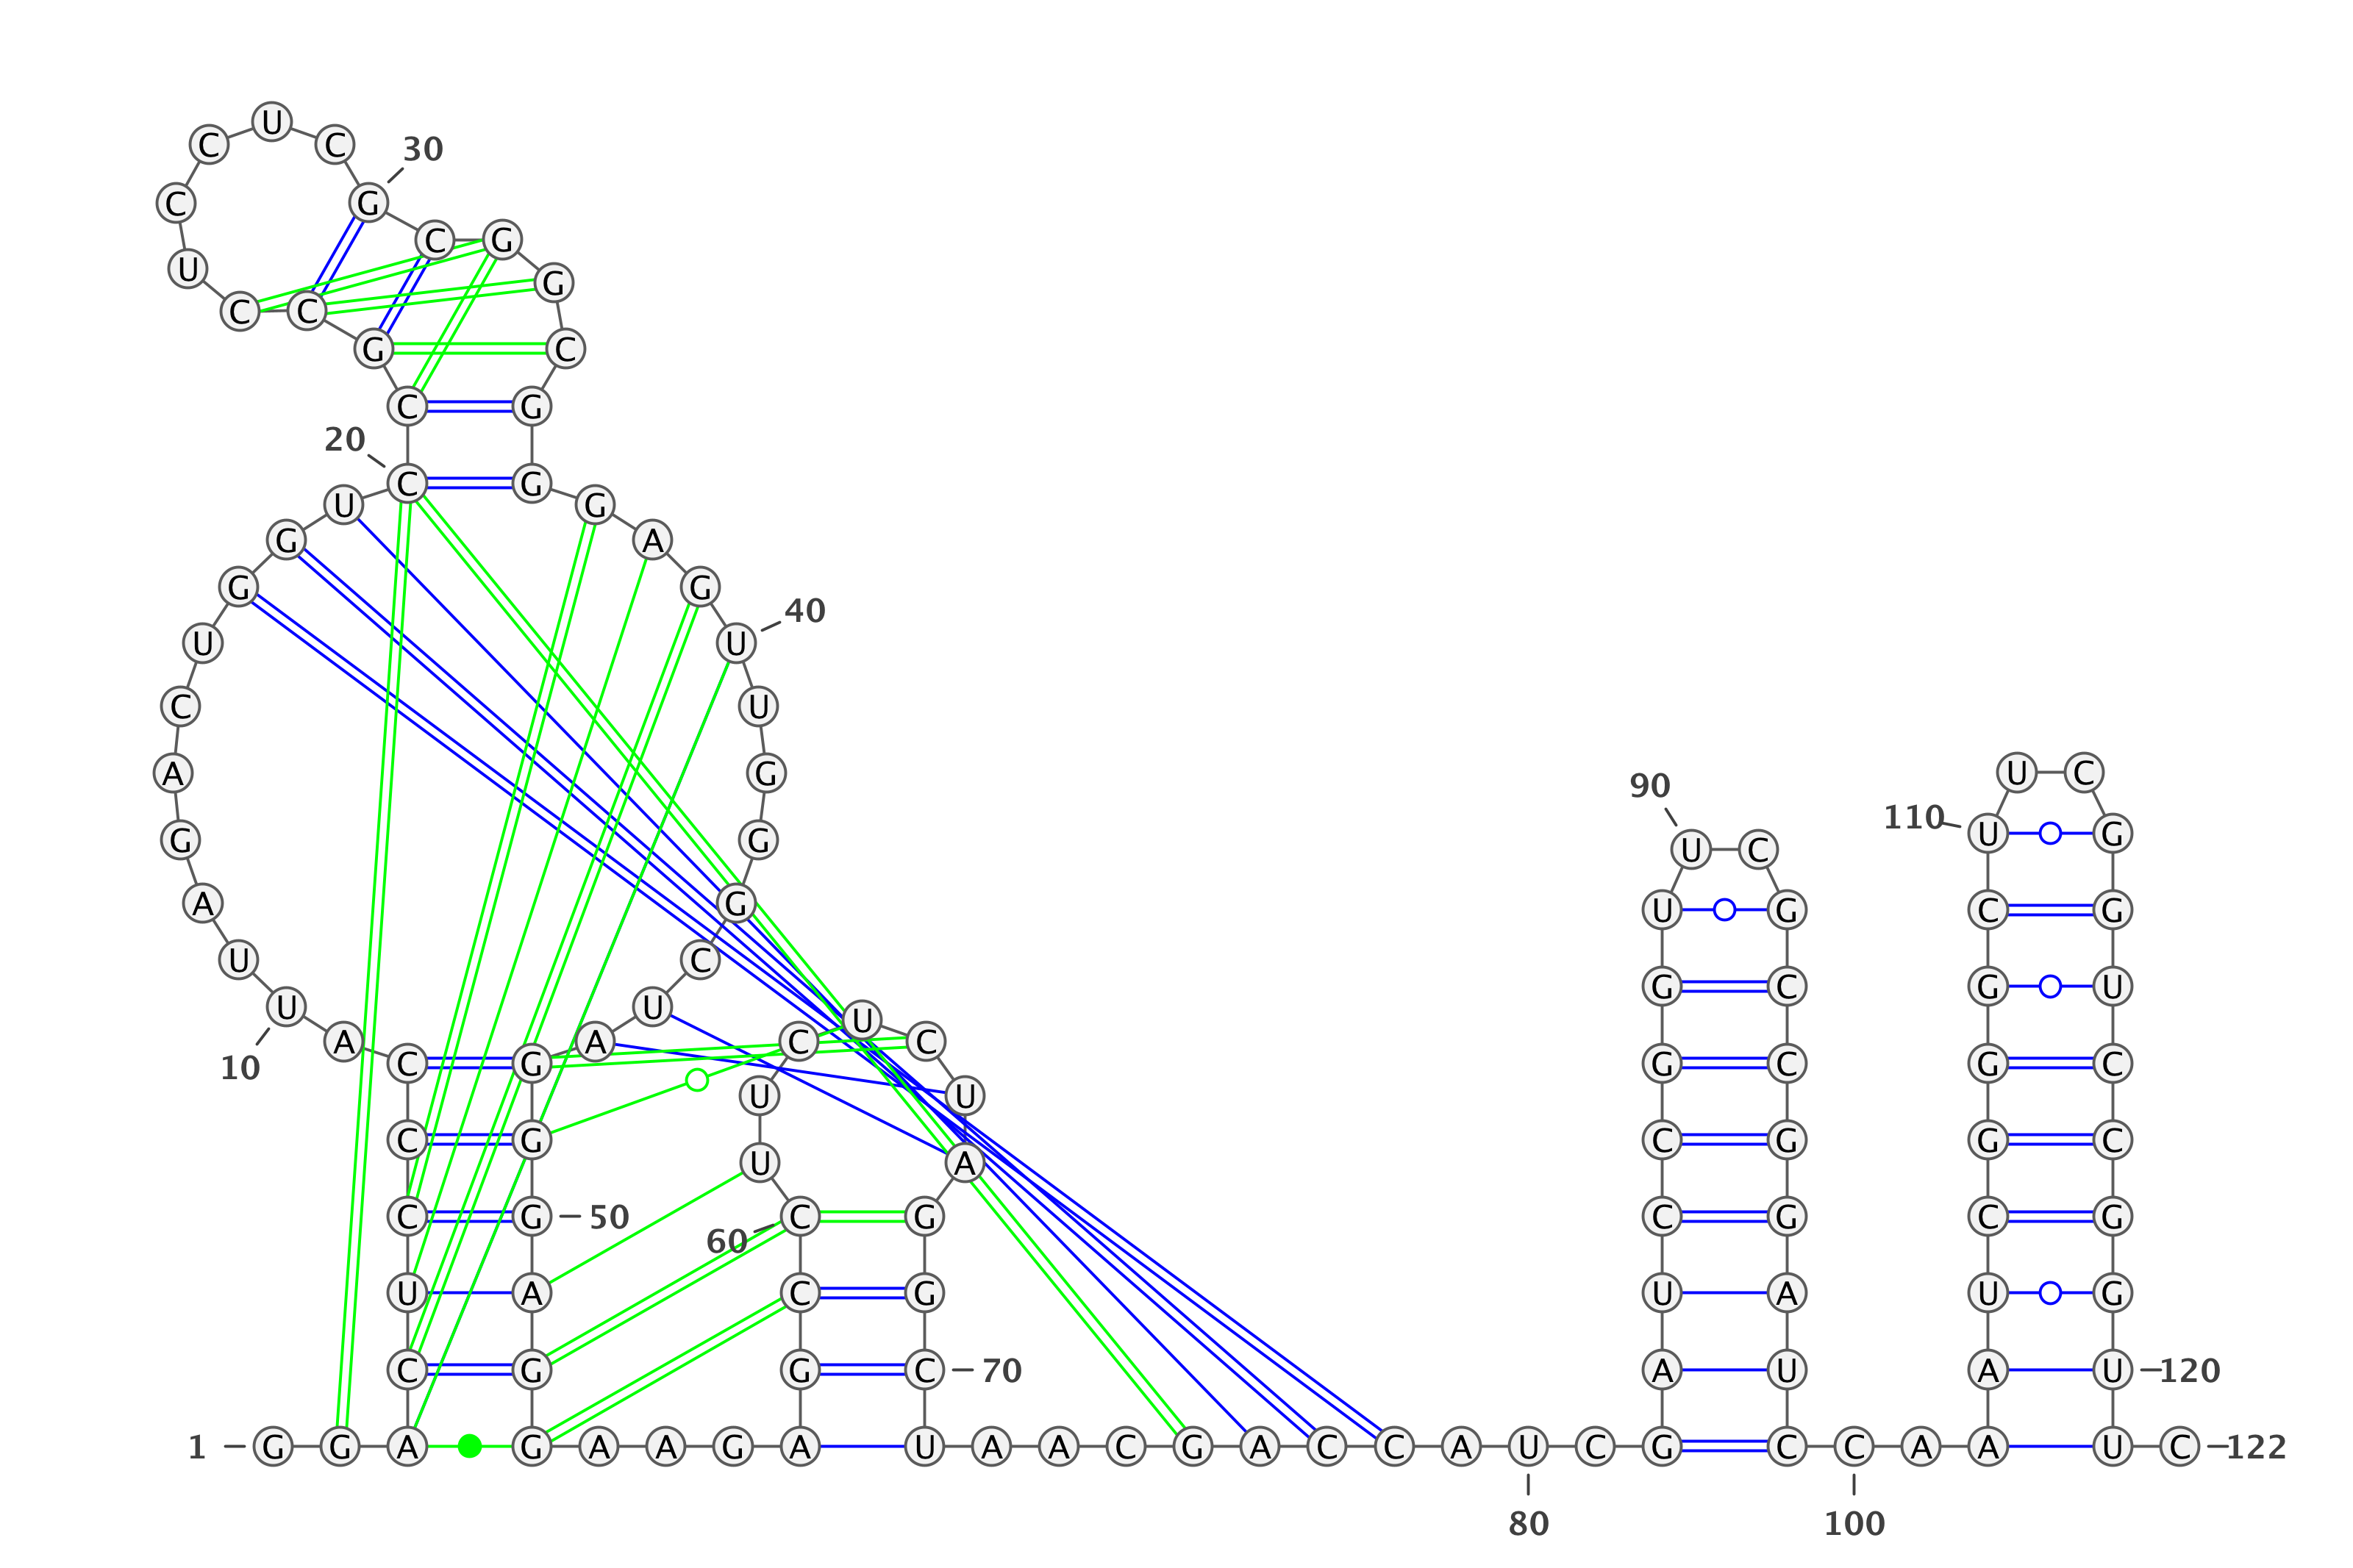 U
C C 30
C G
C G
U G
C C
G C
C G
20
C G
U G
G A
G G
40
U U
C U
A G U C
90
110
U G
G G U C
A G U G C G
U C
G C G U
U U
U
A A C C
C G G C G C
10
U U
C G C G G C
U A
C G 50 C G C G C G
60
U A C G U A U G
C G G C 70 A U A U 120
1 G G A G A A G A U A A C G A C C A U C G C C A A U C 122
80 100